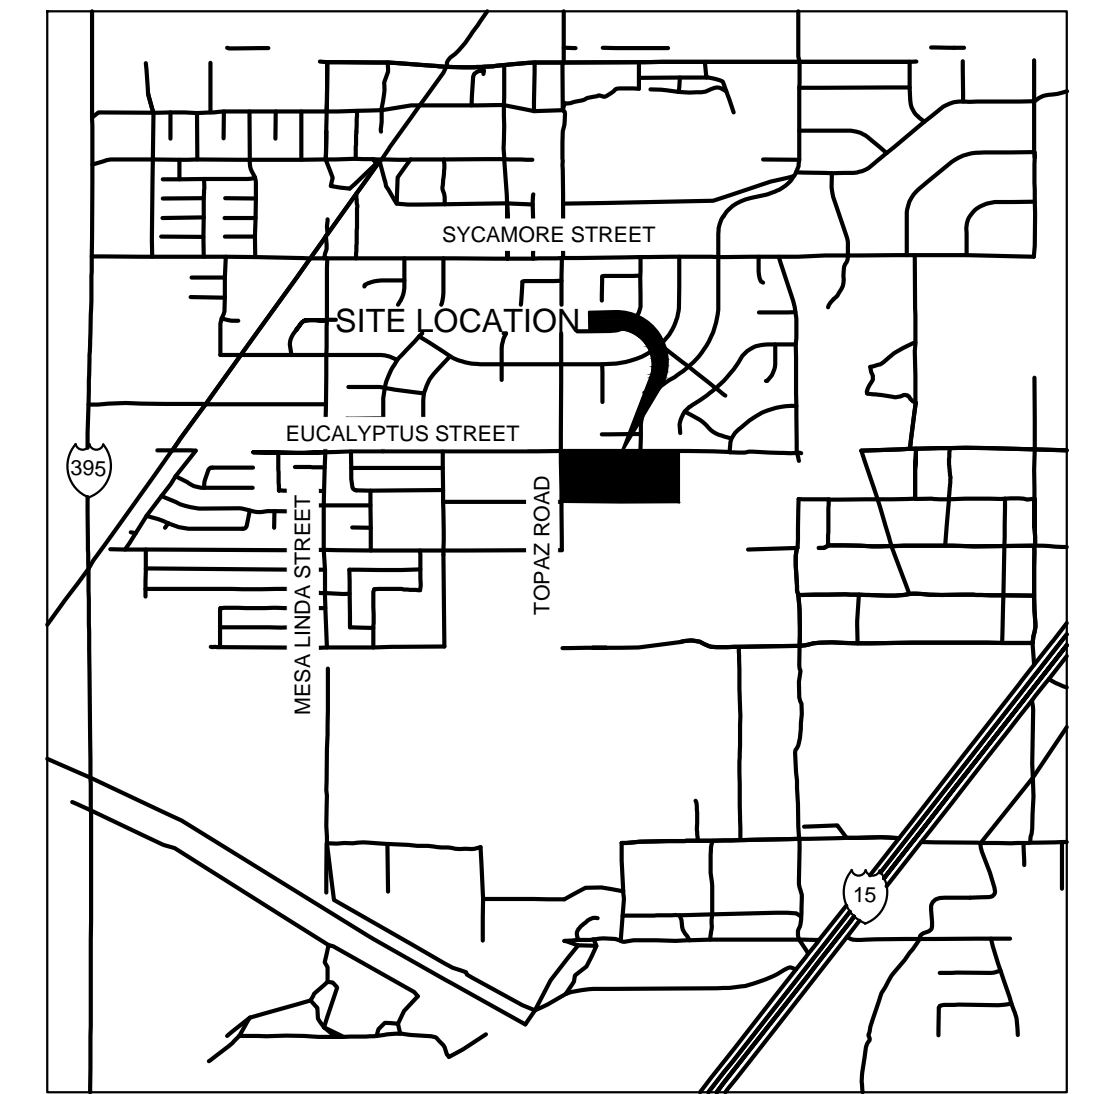 SYCAMORE STREET
SITE LOCATION
EUCALYPTUS STREET
395
MESA LINDA STREET
TOPAZ ROAD
15